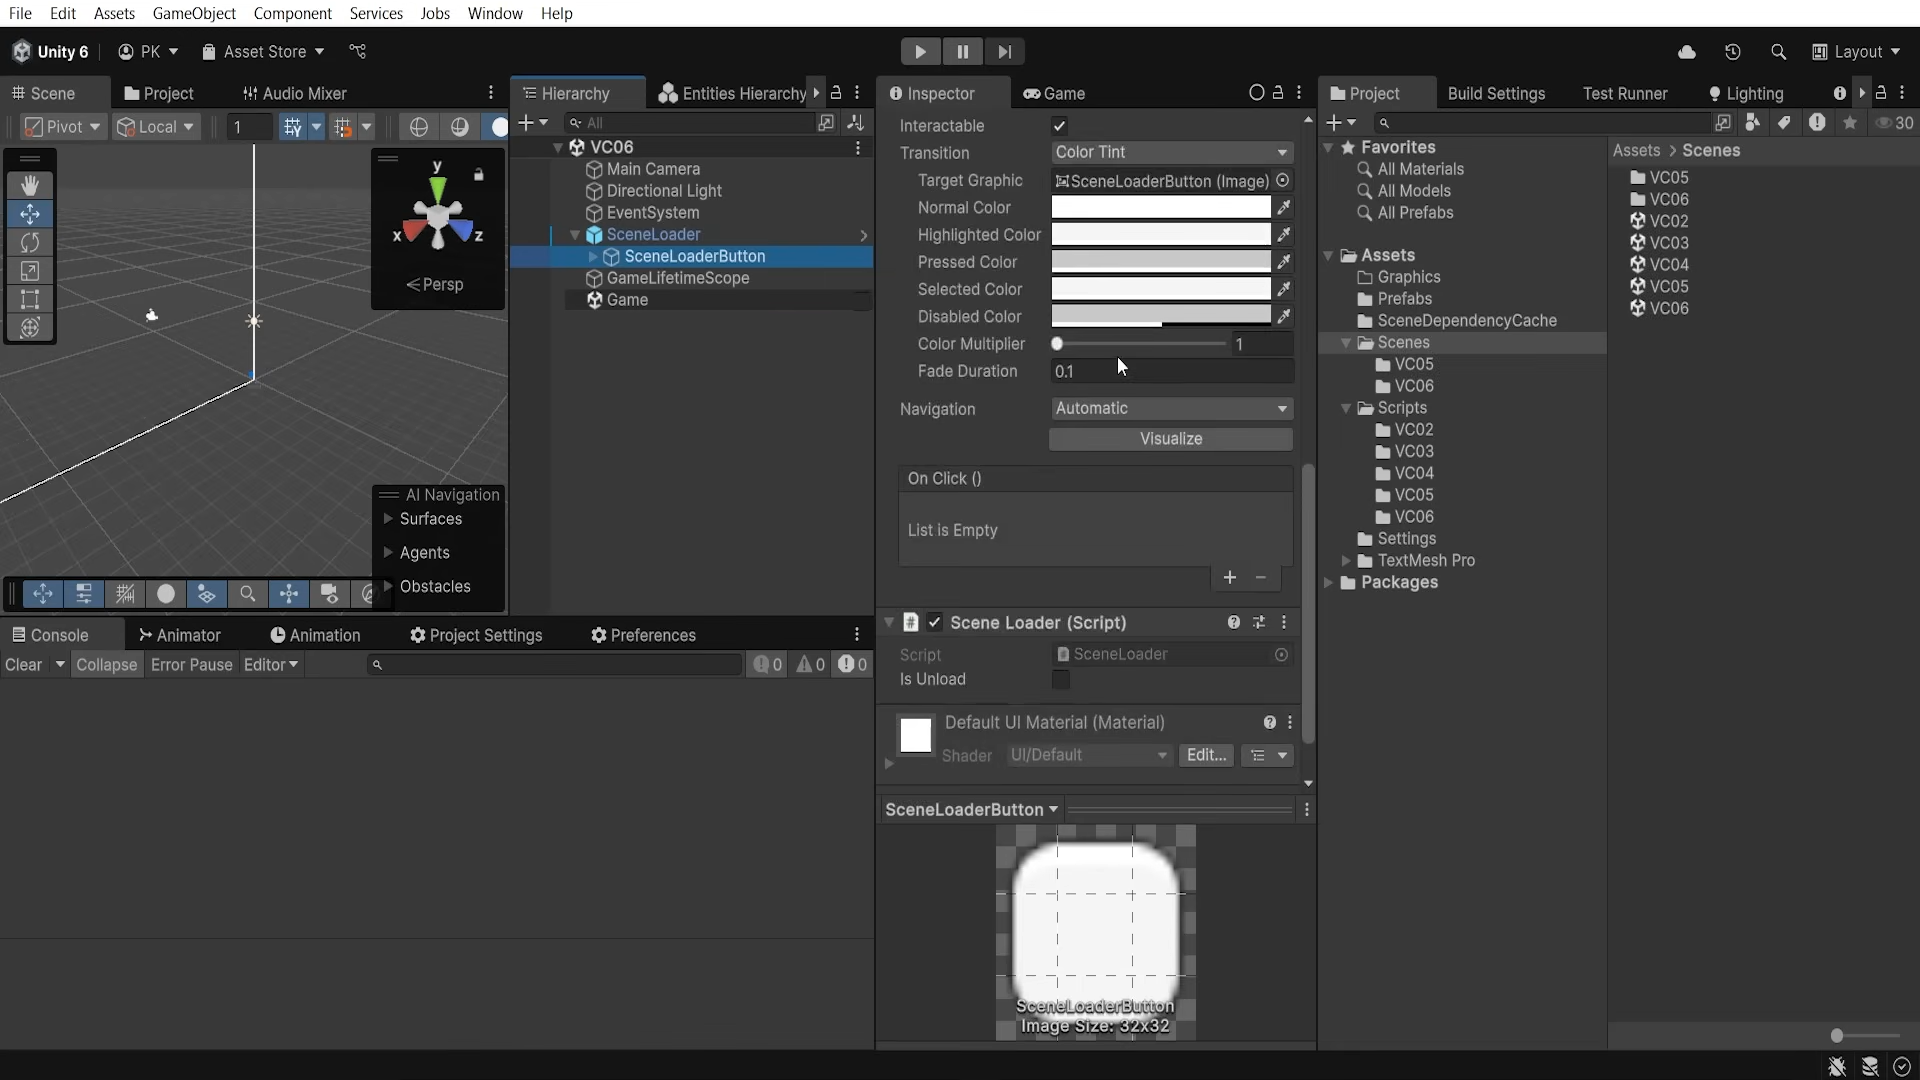 File Edit Assets GameObject Component Services Jobs Window Help
Unity 6 PK Asset Store Layout
Scene Project Audio Mixer
Pivot Local 1
y
x z
Persp
AI Navigation
Surfaces
Agents
Obstacles
Hierarchy Entities Hierarchy
All
VC06
Main Camera
Directional Light
EventSystem
SceneLoader
SceneLoaderButton
GameLifetimeScope
Game
Console Animator Animation Project Settings Preferences
Clear Collapse Error Pause Editor 0 0 0
Inspector Game
Interactable
Transition Color Tint
Target Graphic SceneLoaderButton (Image)
Normal Color
Highlighted Color
Pressed Color
Selected Color
Disabled Color
Color Multiplier 1
Fade Duration 0.1
Navigation Automatic
Visualize
On Click ()
List is Empty
Scene Loader (Script)
Script SceneLoader
Is Unload
Default UI Material (Material)
Shader UI/Default Edit...
SceneLoaderButton
SceneLoaderButton
Image Size: 32x32
Project Build Settings Test Runner Lighting
30
Favorites
All Materials
All Models
All Prefabs
Assets
Graphics
Prefabs
SceneDependencyCache
Scenes
VC05
VC06
Scripts
VC02
VC03
VC04
VC05
VC06
Settings
TextMesh Pro
Packages
Assets > Scenes
VC05
VC06
VC02
VC03
VC04
VC05
VC06